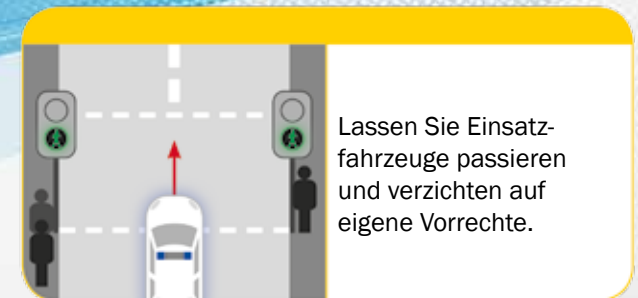 Lassen Sie Einsatz-
fahrzeuge passieren
und verzichten auf
eigene Vorrechte.